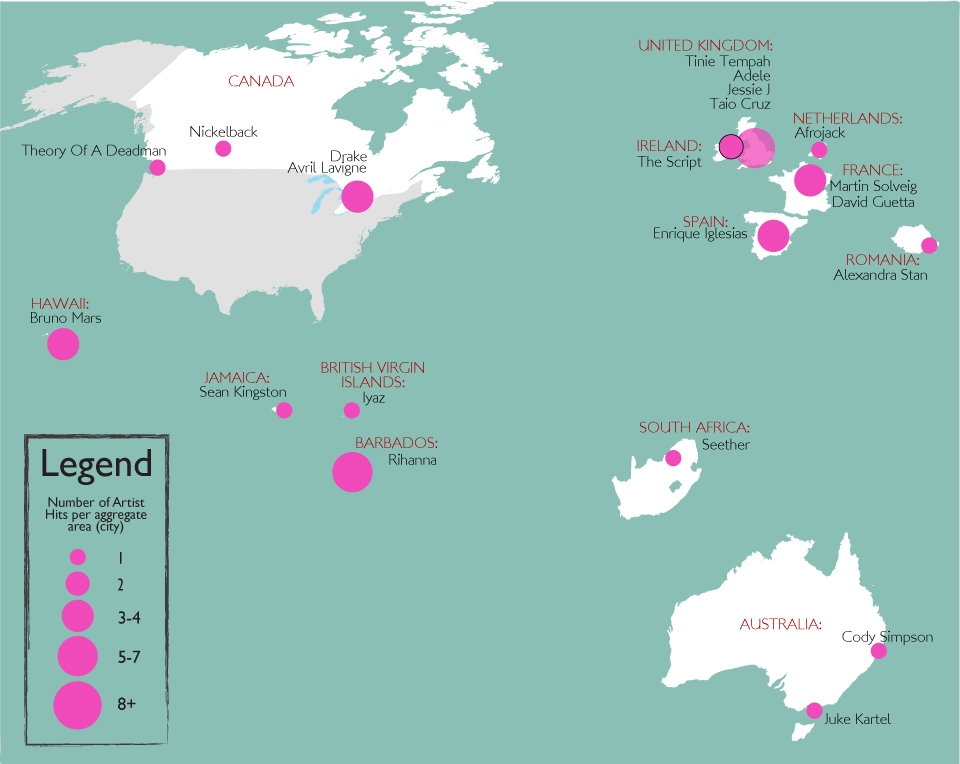 UNITED KINGDOM:
Tinie Tempah
Adele
Jessie J
Taio Cruz
CANADA
NETHERLANDS:
Afrojack
Nickelback
Theory Of A Deadman
Drake
Avril Lavigne
IRELAND:
The Script
FRANCE:
Martin Solveig
David Guetta
SPAIN:
Enrique Iglesias
ROMANIA:
Alexandra Stan
HAWAII:
Bruno Mars
JAMAICA:
Sean Kingston
BRITISH VIRGIN
ISLANDS:
Iyaz
BARBADOS:
Rihanna
SOUTH AFRICA:
Seether
Legend
Number of Artist
Hits per aggregate
area (city)
1
2
3-4
5-7
8+
AUSTRALIA:
Cody Simpson
Juke Kartel